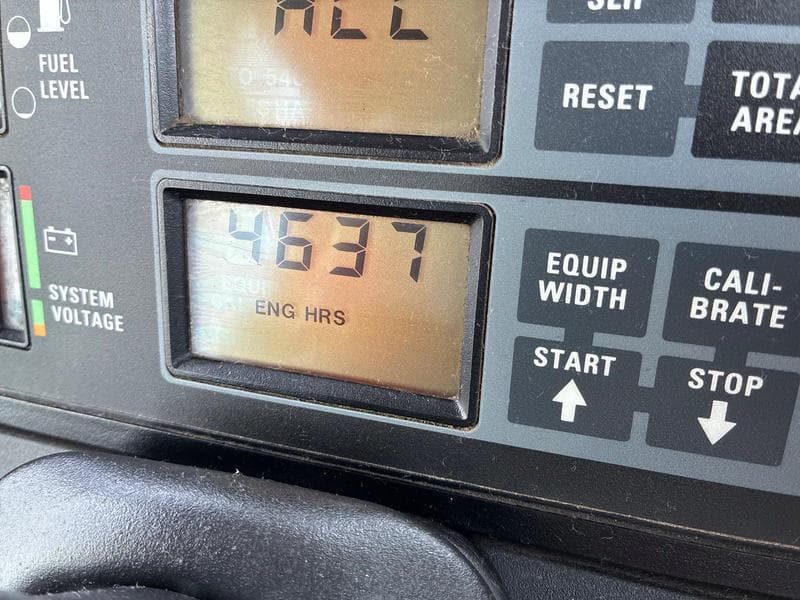 FUEL
LEVEL
RESET
TOTA
AREA
4637
ENG HRS
SYSTEM
VOLTAGE
EQUIP
WIDTH
CALI-
BRATE
START
STOP